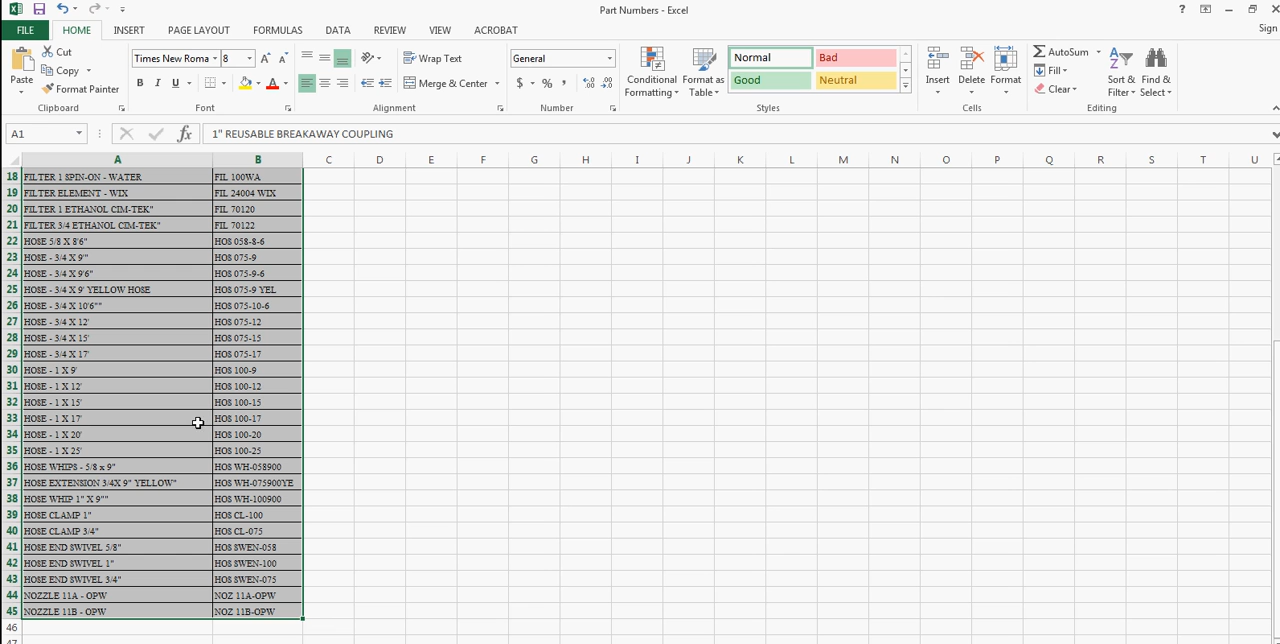 Part Numbers - Excel
Sign
FILE HOME INSERT PAGE LAYOUT FORMULAS DATA REVIEW VIEW ACROBAT
Paste
Cut
Copy
Format Painter
Clipboard
Times New Roma 8
B I U
Font
Wrap Text
Merge & Center
Alignment
General
$ % ,
Number
Conditional Formatting
Format as Table
Normal Bad
Good Neutral
Styles
Insert Delete Format
Cells
AutoSum
Fill
Clear
Sort & Filter
Find & Select
Editing
A1 fx 1" REUSABLE BREAKAWAY COUPLING
A B C D E F G H I J K L M N O P Q R S T U
18 FILTER 1 SPIN-ON - WATER FIL 100WA
19 FILTER ELEMENT - WIX FIL 24004 WIX
20 FILTER 1 ETHANOL CIM-TEK" FIL 70120
21 FILTER 3/4 ETHANOL CIM-TEK" FIL 70122
22 HOSE 5/8 X 8'6" HOS 058-8-6
23 HOSE - 3/4 X 9'" HOS 075-9
24 HOSE - 3/4 X 9'6" HOS 075-9-6
25 HOSE - 3/4 X 9' YELLOW HOSE HOS 075-9 YEL
26 HOSE - 3/4 X 10'6"" HOS 075-10-6
27 HOSE - 3/4 X 12' HOS 075-12
28 HOSE - 3/4 X 15' HOS 075-15
29 HOSE - 3/4 X 17' HOS 075-17
30 HOSE - 1 X 9' HOS 100-9
31 HOSE - 1 X 12' HOS 100-12
32 HOSE - 1 X 15' HOS 100-15
33 HOSE - 1 X 17' HOS 100-17
34 HOSE - 1 X 20' HOS 100-20
35 HOSE - 1 X 25' HOS 100-25
36 HOSE WHIPS - 5/8 x 9" HOS WH-058900
37 HOSE EXTENSION 3/4X 9" YELLOW" HOS WH-075900YE
38 HOSE WHIP 1" X 9"" HOS WH-100900
39 HOSE CLAMP 1" HOS CL-100
40 HOSE CLAMP 3/4" HOS CL-075
41 HOSE END SWIVEL 5/8" HOS SWEN-058
42 HOSE END SWIVEL 1" HOS SWEN-100
43 HOSE END SWIVEL 3/4" HOS SWEN-075
44 NOZZLE 11A - OPW NOZ 11A-OPW
45 NOZZLE 11B - OPW NOZ 11B-OPW
46